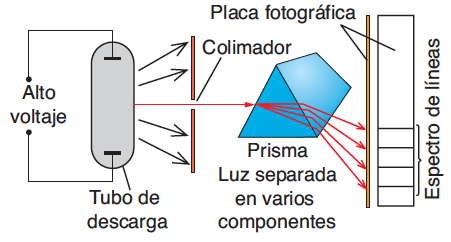 Placa fotográfica
Colimador
Alto
voltaje
Tubo de
descarga
Prisma
Luz separada
en varios
componentes
Espectro de líneas